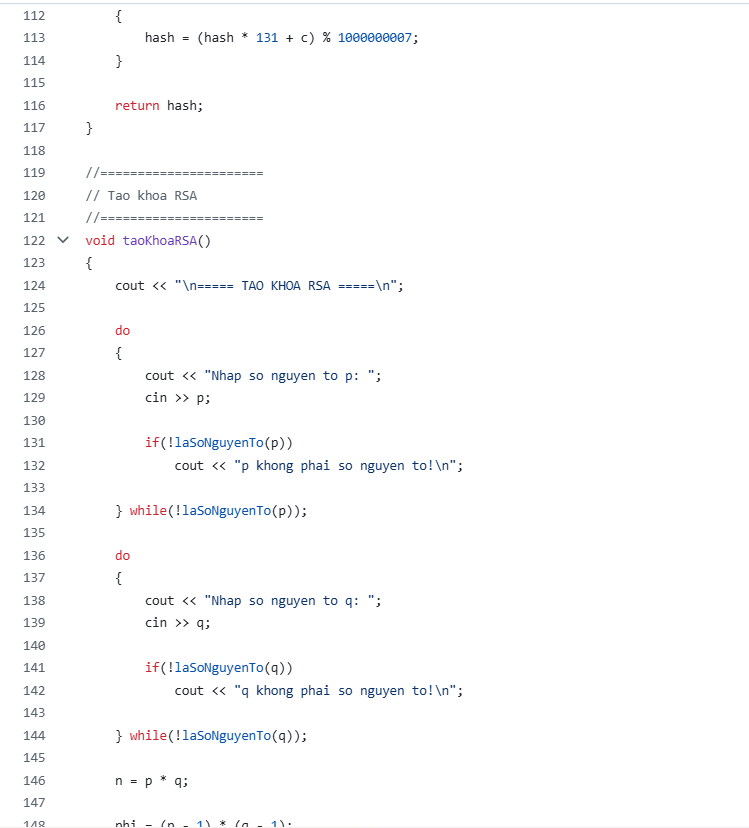 112 {
113 hash = (hash * 131 + c) % 1000000007;
114 }
115
116 return hash;
117 }
118
119 //======================
120 // Tao khoa RSA
121 //======================
122 void taoKhoaRSA()
123 {
124 cout << "\n===== TAO KHOA RSA =====\n";
125
126 do
127 {
128 cout << "Nhap so nguyen to p: ";
129 cin >> p;
130
131 if(!laSoNguyenTo(p))
132 cout << "p khong phai so nguyen to!\n";
133
134 } while(!laSoNguyenTo(p));
135
136 do
137 {
138 cout << "Nhap so nguyen to q: ";
139 cin >> q;
140
141 if(!laSoNguyenTo(q))
142 cout << "q khong phai so nguyen to!\n";
143
144 } while(!laSoNguyenTo(q));
145
146 n = p * q;
147
148 phi = (p - 1) * (q - 1);